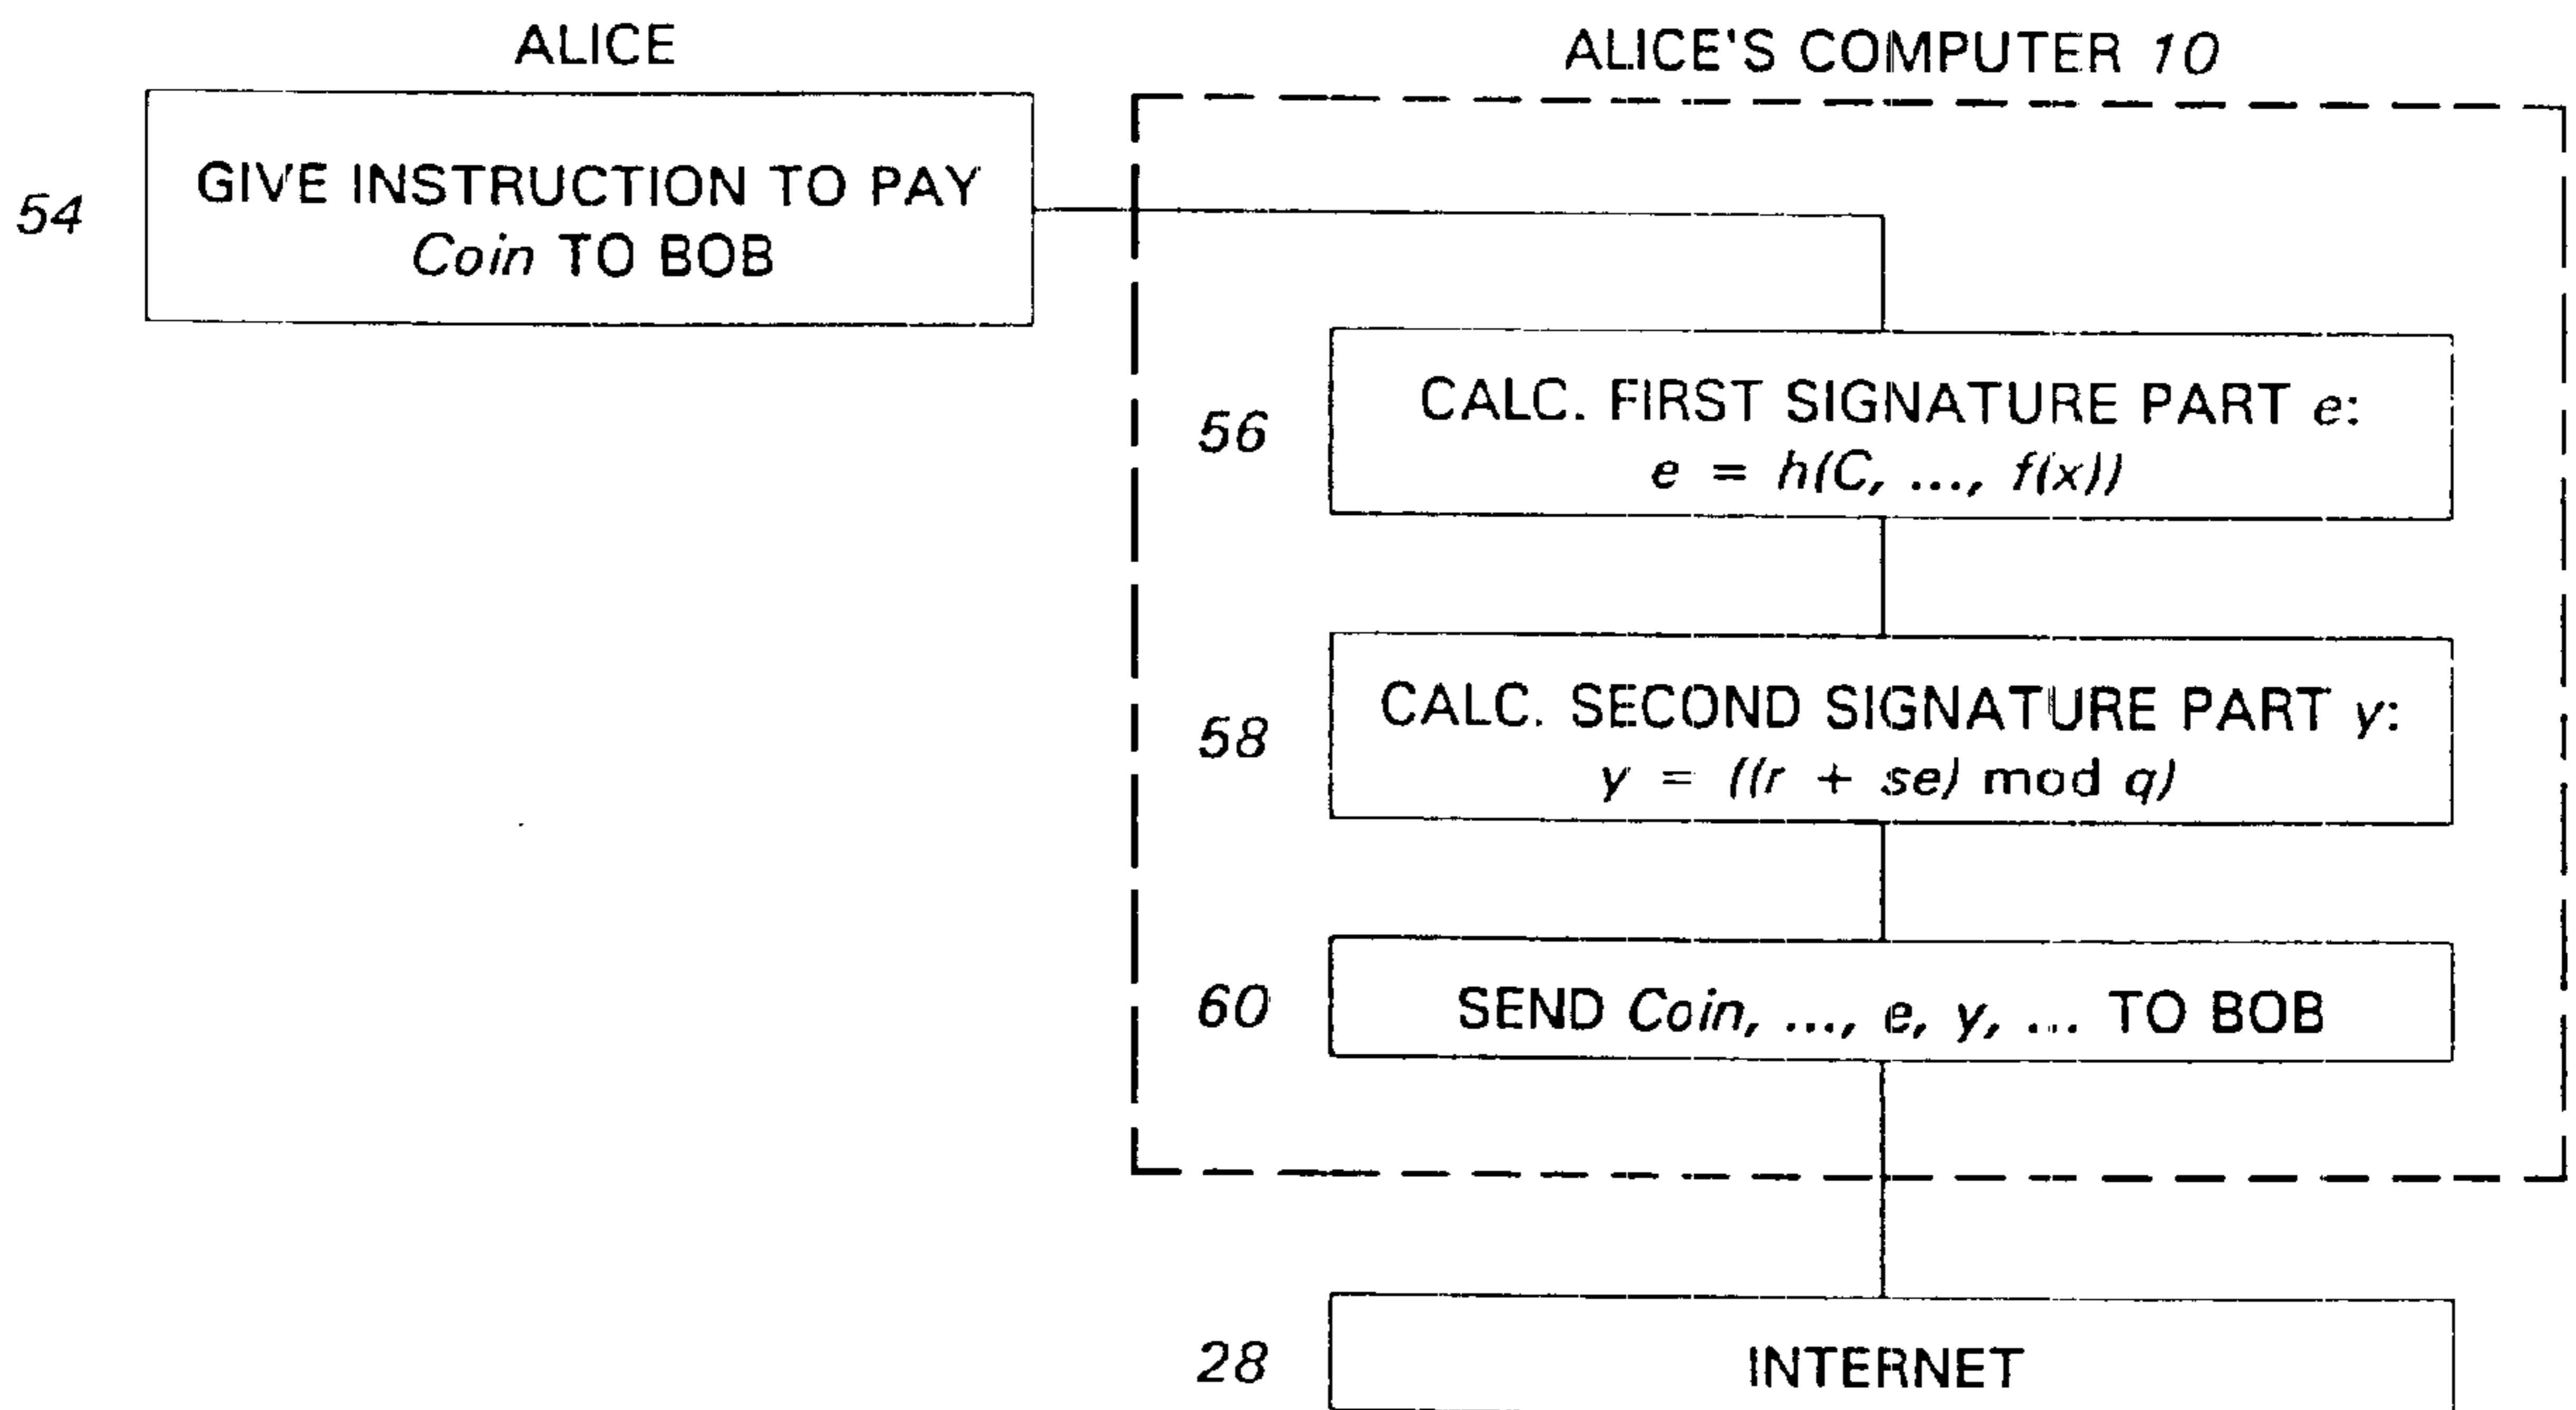 ALICE
ALICE'S COMPUTER 10
54
GIVE INSTRUCTION TO PAY
Coin TO BOB
56
CALC. FIRST SIGNATURE PART e:
e = h(C, ..., f(x))
58
CALC. SECOND SIGNATURE PART y:
y = ((r + se) mod q)
60
SEND Coin, ..., e, y, ... TO BOB
28
INTERNET